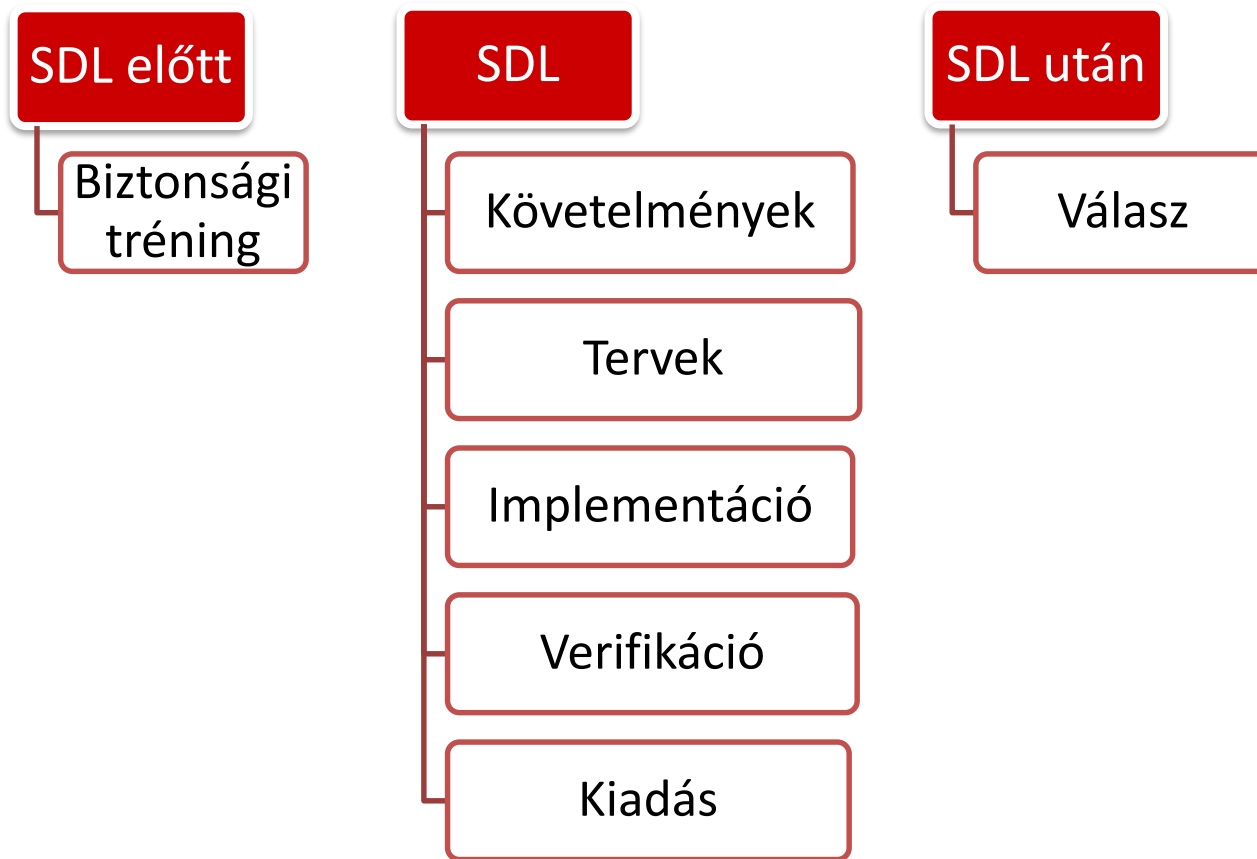 SDL előtt
Biztonsági
tréning
SDL
Követelmények
Tervek
Implementáció
Verifikáció
Kiadás
SDL után
Válasz